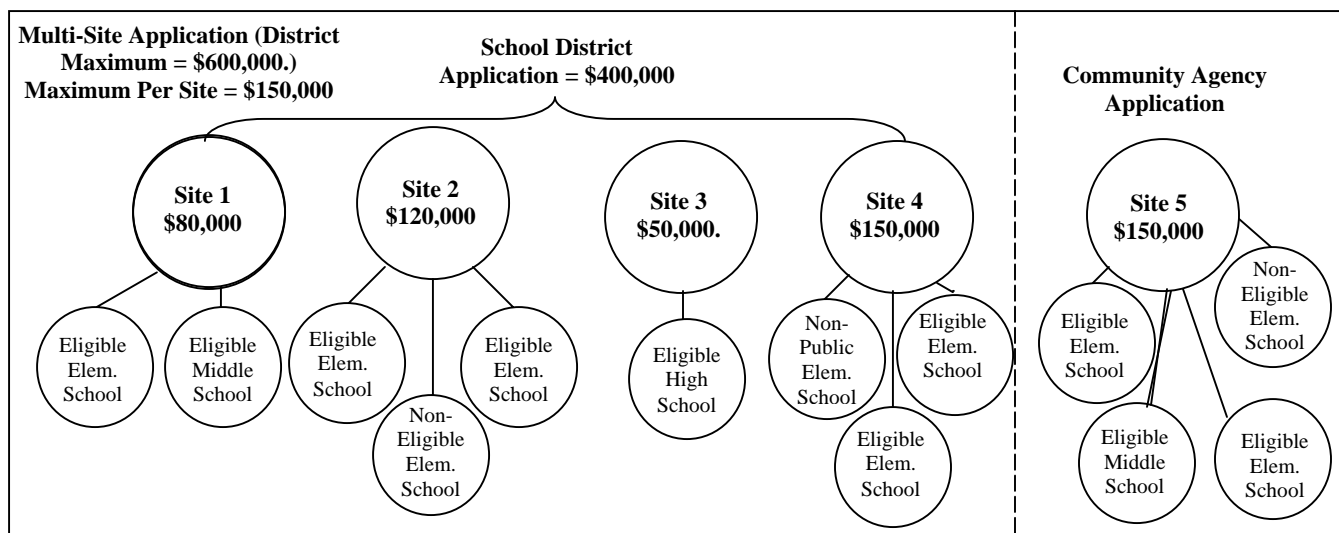 Multi-Site Application (District
Maximum = $600,000.)
Maximum Per Site = $150,000
School District
Application = $400,000
Community Agency
Application
Site 1
$80,000
Site 2
$120,000
Site 3
$50,000.
Site 4
$150,000
Site 5
$150,000
Eligible
Elem.
School
Eligible
Middle
School
Eligible
Elem.
School
Non-
Eligible
Elem.
School
Eligible
Elem.
School
Eligible
High
School
Non-
Public
Elem.
School
Eligible
Elem.
School
Eligible
Elem.
School
Eligible
Elem.
School
Eligible
Middle
School
Eligible
Elem.
School
Non-
Eligible
Elem.
School